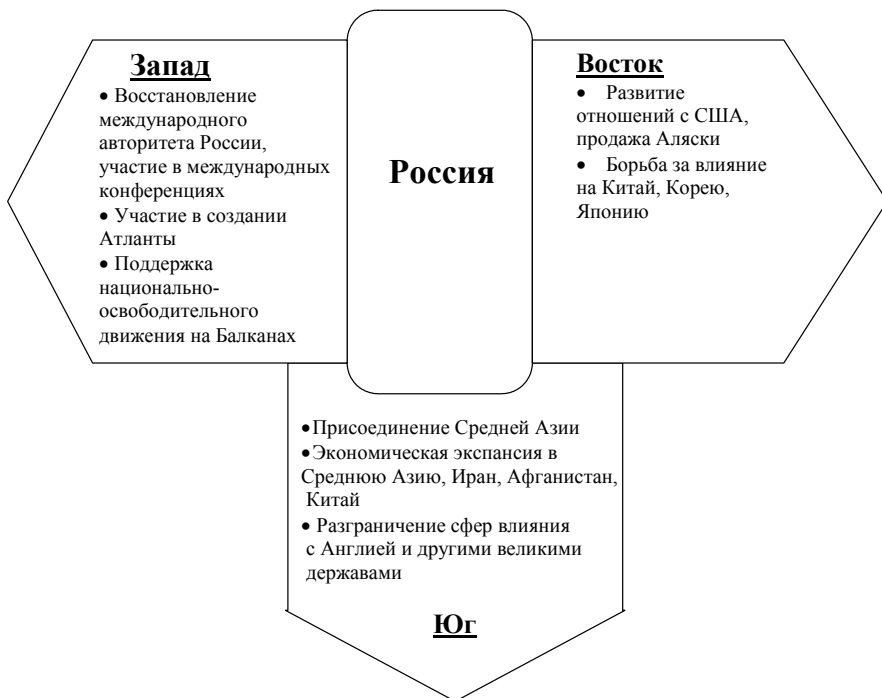 Запад
• Восстановление
международного
авторитета России,
участие в международных
конференциях
• Участие в создании
Атланты
• Поддержка
национально-
освободительного
движения на Балканах
Россия
Восток
• Развитие
отношений с США,
продажа Аляски
• Борьба за влияние
на Китай, Корею,
Японию
•Присоединение Средней Азии
•Экономическая экспансия в
Среднюю Азию, Иран, Афганистан,
Китай
• Разграничение сфер влияния
с Англией и другими великими
державами
Юг